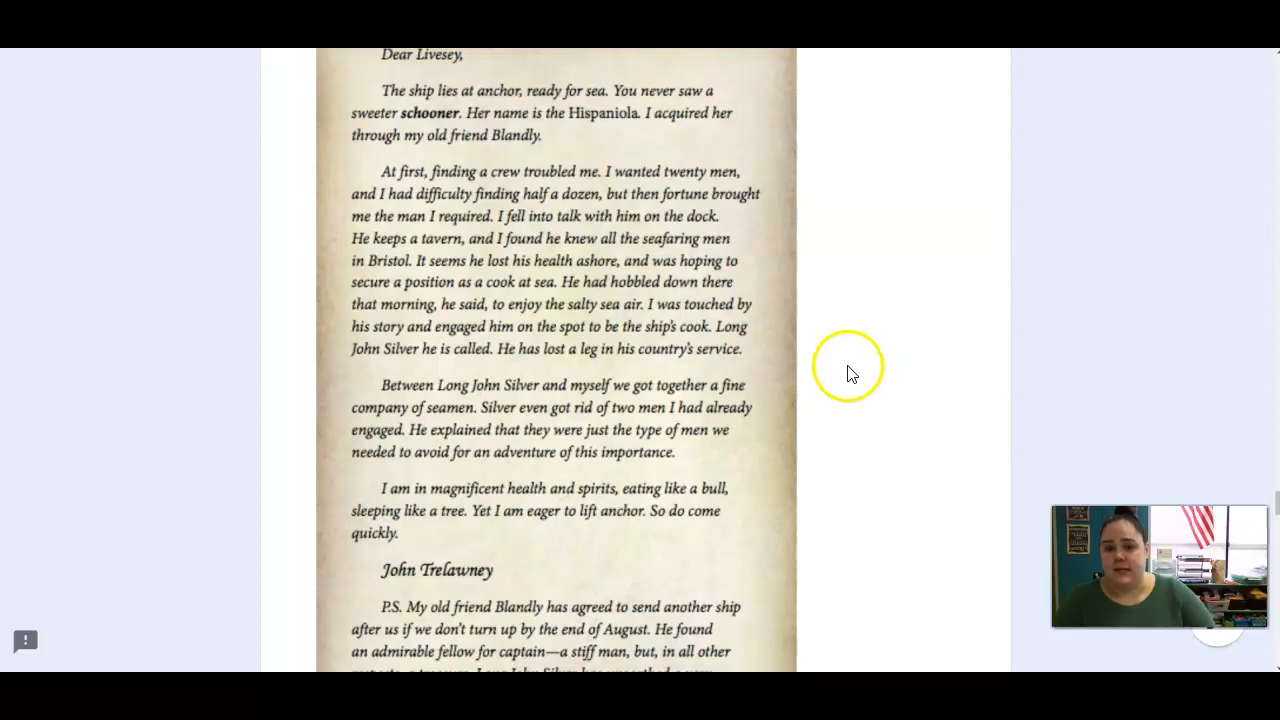 Dear Livesey,
The ship lies at anchor, ready for sea. You never saw a
sweeter schooner. Her name is the Hispaniola. I acquired her
through my old friend Blandly.
At first, finding a crew troubled me. I wanted twenty men,
and I had difficulty finding half a dozen, but then fortune brought
me the man I required. I fell into talk with him on the dock.
He keeps a tavern, and I found he knew all the seafaring men
in Bristol. It seems he lost his health ashore, and was hoping to
secure a position as a cook at sea. He had hobbled down there
that morning, he said, to enjoy the salty sea air. I was touched by
his story and engaged him on the spot to be the ship's cook. Long
John Silver he is called. He has lost a leg in his country's service.
Between Long John Silver and myself we got together a fine
company of seamen. Silver even got rid of two men I had already
engaged. He explained that they were just the type of men we
needed to avoid for an adventure of this importance.
I am in magnificent health and spirits, eating like a bull,
sleeping like a tree. Yet I am eager to lift anchor. So do come
quickly.
John Trelawney
P.S. My old friend Blandly has agreed to send another ship
after us if we don't turn up by the end of August. He found
an admirable fellow for captain—a stiff man, but, in all other